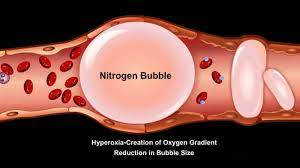 Nitrogen Bubble
Hyperoxia-Creation of Oxygen Gradient
Reduction in Bubble Size